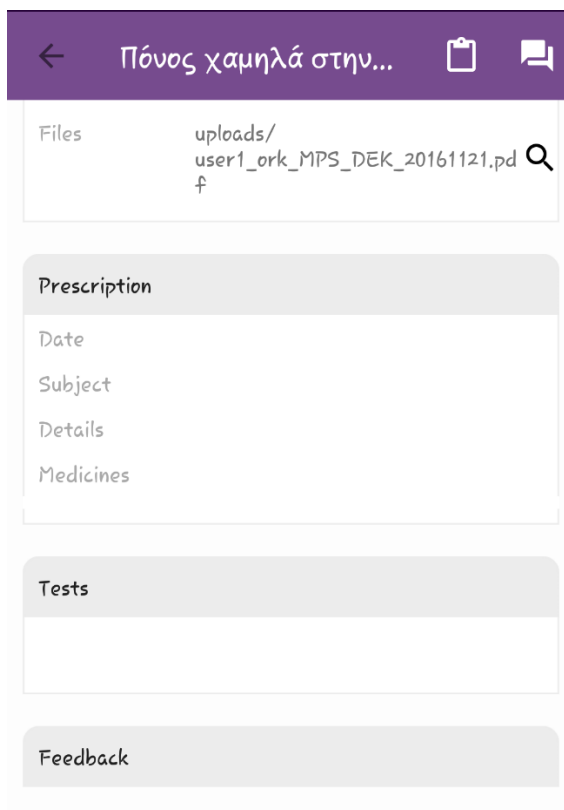 Πόνος χαμηλά στην...
Files
uploads/
user1_ork_MPS_DEK_20161121.pd
f
Prescription
Date
Subject
Details
Medicines
Tests
Feedback